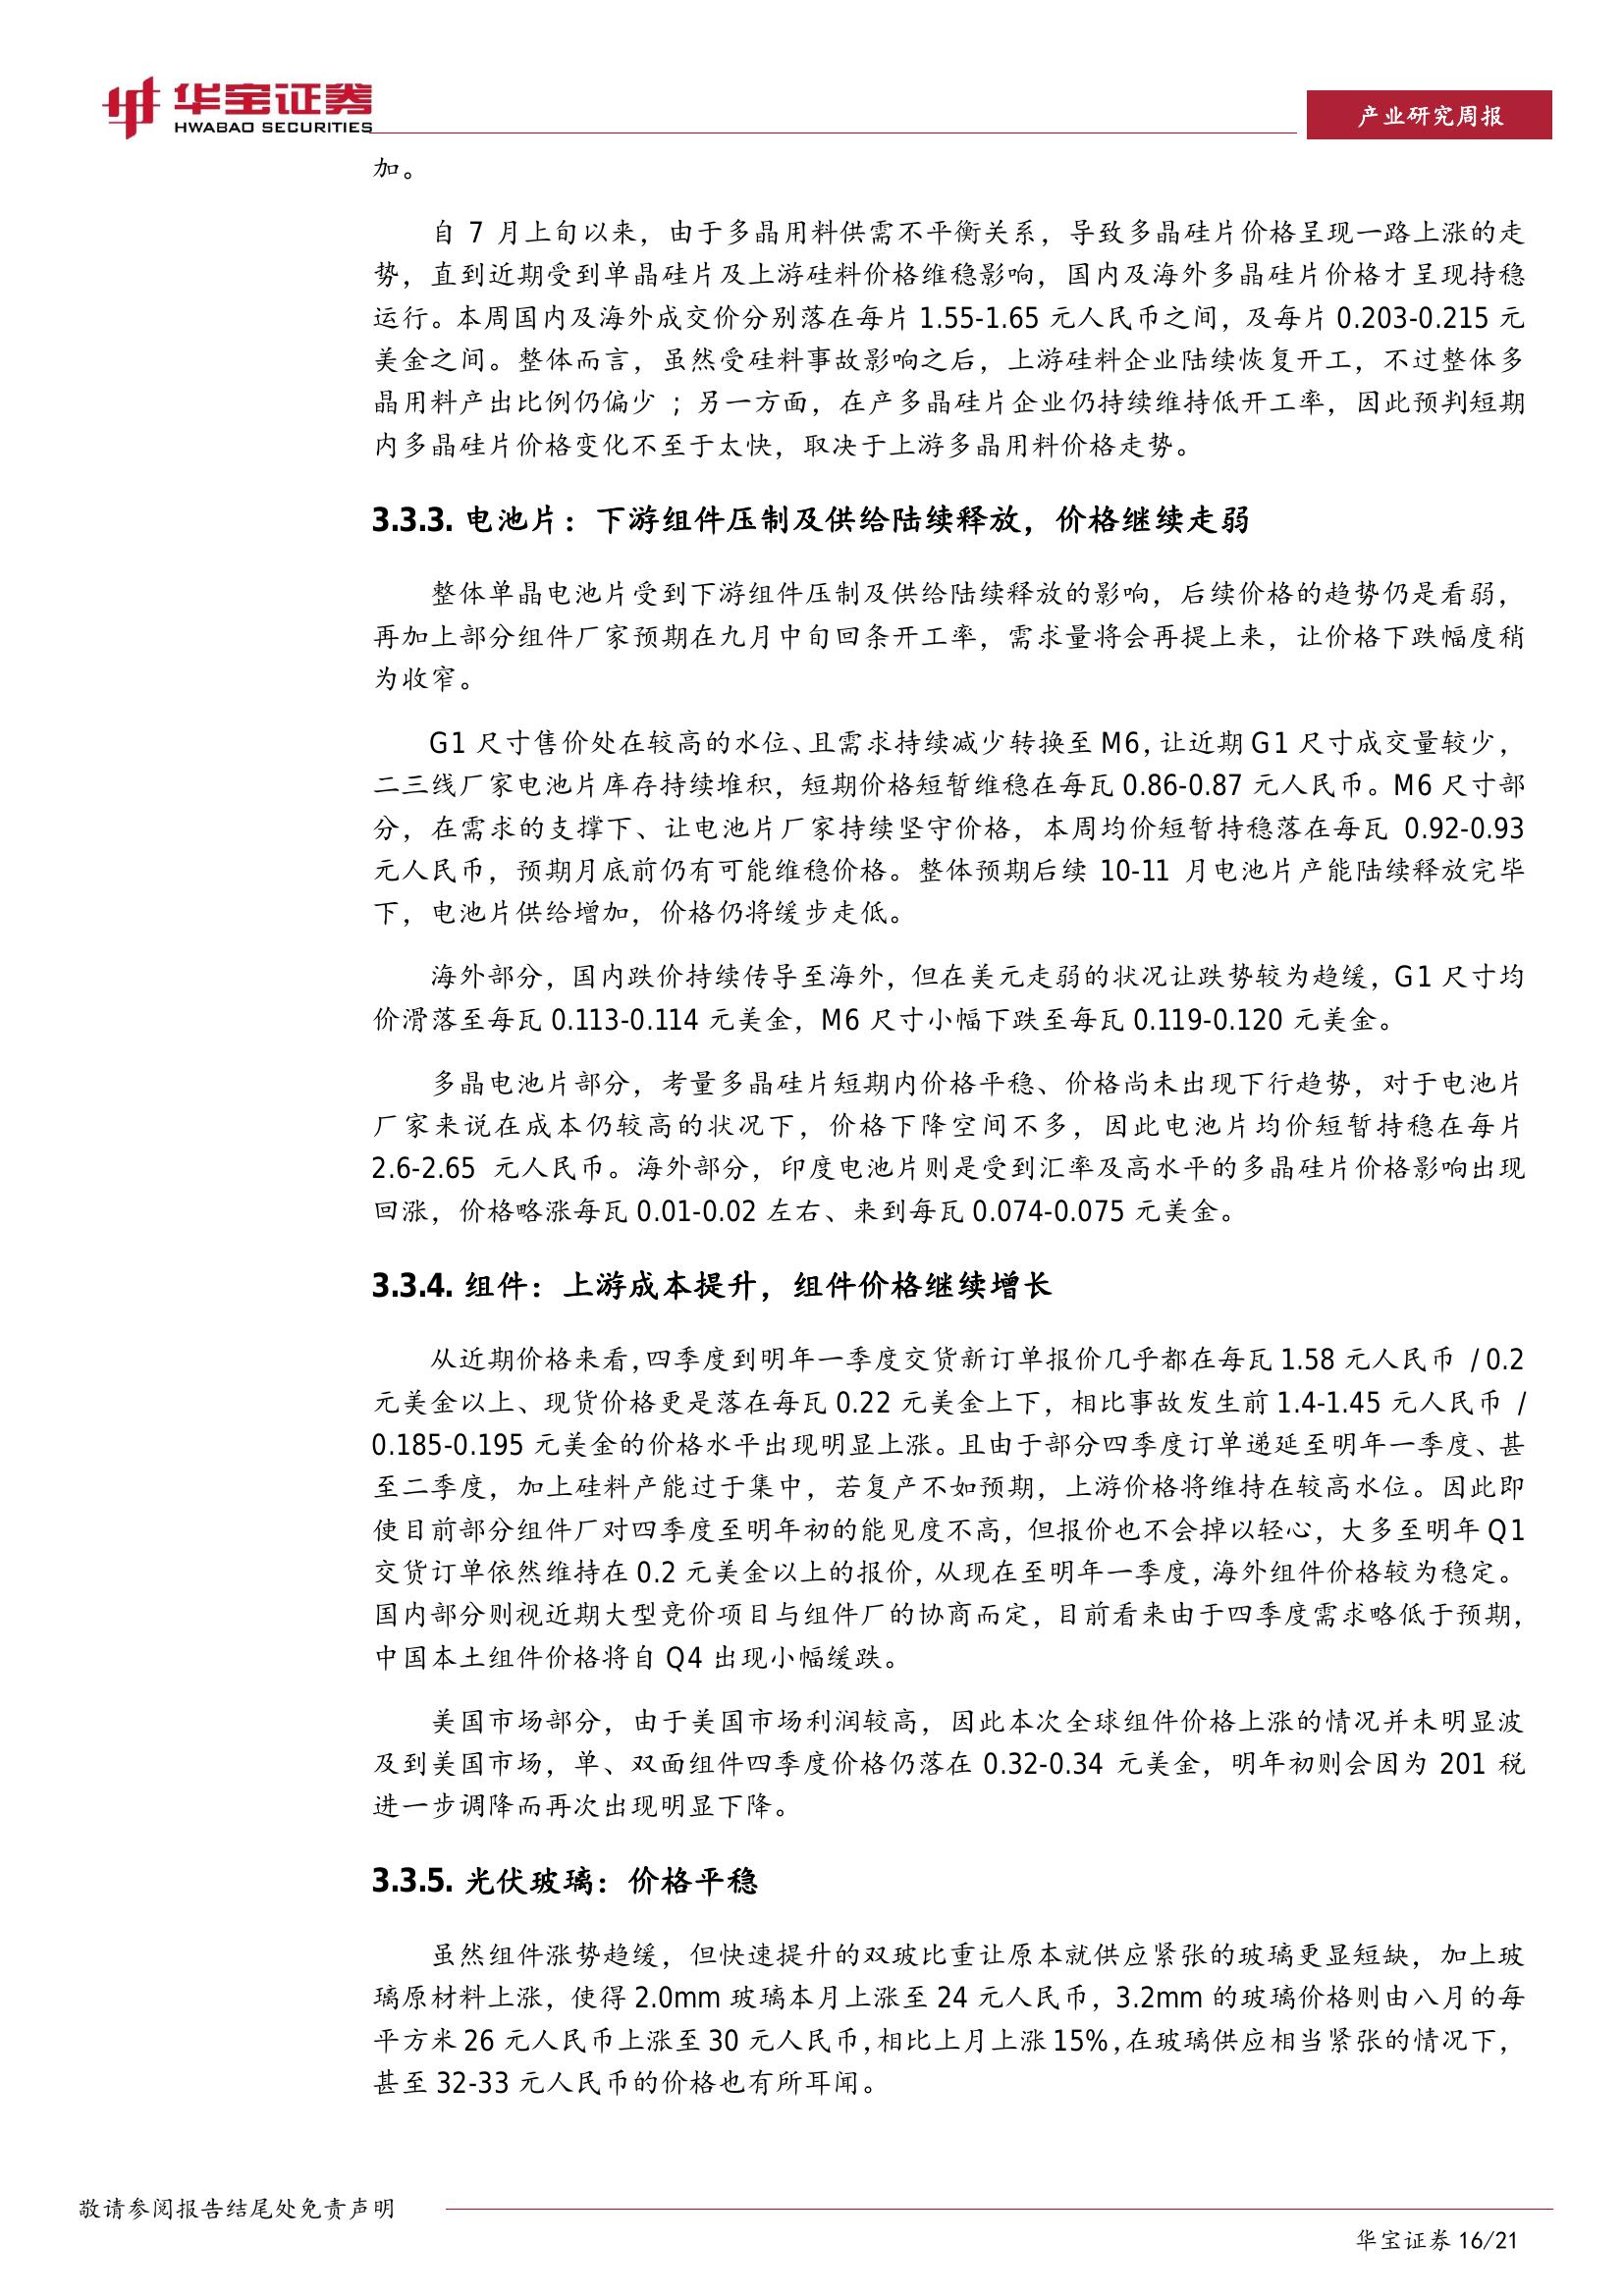 华宝证券
HWABAO SECURITIES
产业研究周报
加。
自 7 月上旬以来，由于多晶用料供需不平衡关系，导致多晶硅片价格呈现一路上涨的走
势，直到近期受到单晶硅片及上游硅料价格维稳影响，国内及海外多晶硅片价格才呈现持稳
运行。本周国内及海外成交价分别落在每片 1.55-1.65 元人民币之间，及每片 0.203-0.215 元
美金之间。整体而言，虽然受硅料事故影响之后，上游硅料企业陆续恢复开工，不过整体多
晶用料产出比例仍偏少 ；另一方面，在产多晶硅片企业仍持续维持低开工率，因此预判短期
内多晶硅片价格变化不至于太快，取决于上游多晶用料价格走势。
3.3.3. 电池片：下游组件压制及供给陆续释放，价格继续走弱
整体单晶电池片受到下游组件压制及供给陆续释放的影响，后续价格的趋势仍是看弱，
再加上部分组件厂家预期在九月中旬回条开工率，需求量将会再提上来，让价格下跌幅度稍
为收窄。
G1 尺寸售价处在较高的水位、且需求持续减少转换至 M6，让近期 G1 尺寸成交量较少，
二三线厂家电池片库存持续堆积，短期价格短暂维稳在每瓦 0.86-0.87 元人民币。M6 尺寸部
分，在需求的支撑下、让电池片厂家持续坚守价格，本周均价短暂持稳落在每瓦 0.92-0.93
元人民币，预期月底前仍有可能维稳价格。整体预期后续 10-11 月电池片产能陆续释放完毕
下，电池片供给增加，价格仍将缓步走低。
海外部分，国内跌价持续传导至海外，但在美元走弱的状况让跌势较为趋缓，G1 尺寸均
价滑落至每瓦 0.113-0.114 元美金，M6 尺寸小幅下跌至每瓦 0.119-0.120 元美金。
多晶电池片部分，考量多晶硅片短期内价格平稳、价格尚未出现下行趋势，对于电池片
厂家来说在成本仍较高的状况下，价格下降空间不多，因此电池片均价短暂持稳在每片
2.6-2.65 元人民币。海外部分，印度电池片则是受到汇率及高水平的多晶硅片价格影响出现
回涨，价格略涨每瓦 0.01-0.02 左右、来到每瓦 0.074-0.075 元美金。
3.3.4. 组件：上游成本提升，组件价格继续增长
从近期价格来看，四季度到明年一季度交货新订单报价几乎都在每瓦 1.58 元人民币 / 0.2
元美金以上、现货价格更是落在每瓦 0.22 元美金上下，相比事故发生前 1.4-1.45 元人民币 /
0.185-0.195 元美金的价格水平出现明显上涨。且由于部分四季度订单递延至明年一季度、甚
至二季度，加上硅料产能过于集中，若复产不如预期，上游价格将维持在较高水位。因此即
使目前部分组件厂对四季度至明年初的能见度不高，但报价也不会掉以轻心，大多至明年 Q1
交货订单依然维持在 0.2 元美金以上的报价，从现在至明年一季度，海外组件价格较为稳定。
国内部分则视近期大型竞价项目与组件厂的协商而定，目前看来由于四季度需求略低于预期，
中国本土组件价格将自 Q4 出现小幅缓跌。
美国市场部分，由于美国市场利润较高，因此本次全球组件价格上涨的情况并未明显波
及到美国市场，单、双面组件四季度价格仍落在 0.32-0.34 元美金，明年初则会因为 201 税
进一步调降而再次出现明显下降。
3.3.5. 光伏玻璃：价格平稳
虽然组件涨势趋缓，但快速提升的双玻比重让原本就供应紧张的玻璃更显短缺，加上玻
璃原材料上涨，使得 2.0mm 玻璃本月上涨至 24 元人民币，3.2mm 的玻璃价格则由八月的每
平方米 26 元人民币上涨至 30 元人民币，相比上月上涨 15%，在玻璃供应相当紧张的情况下，
甚至 32-33 元人民币的价格也有所耳闻。
敬请参阅报告结尾处免责声明
华宝证券 16/21